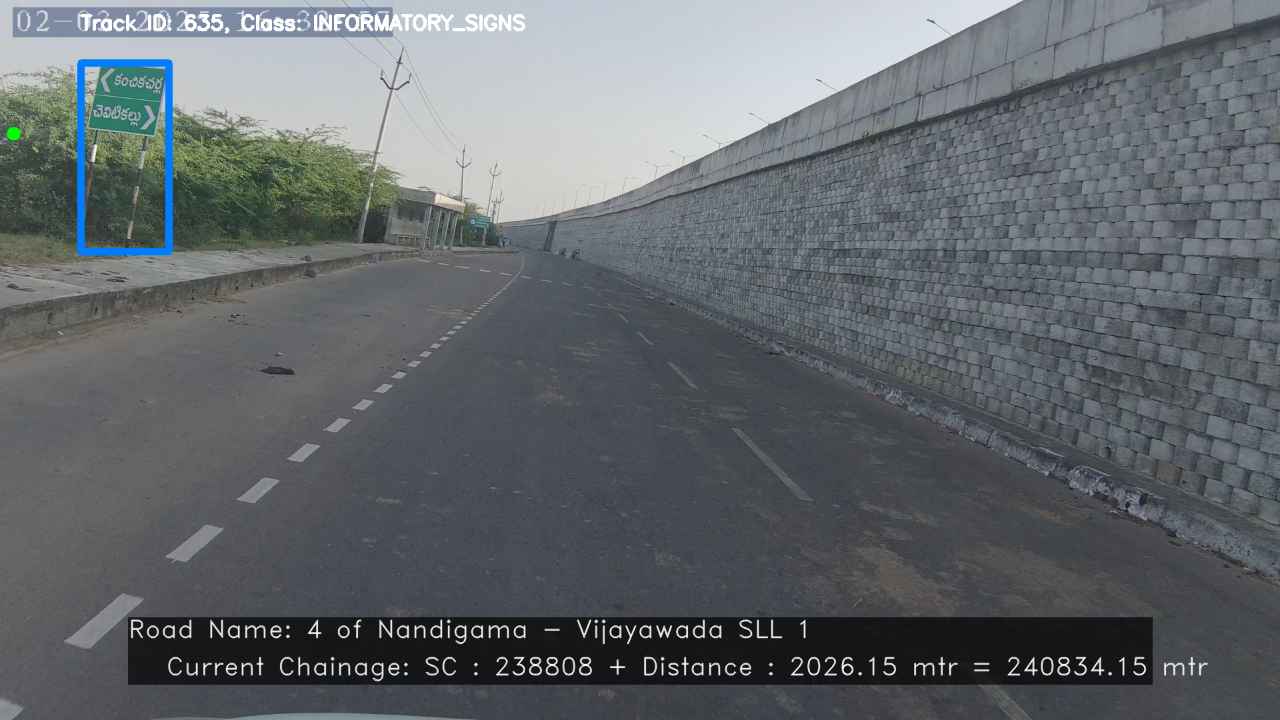 Track ID: 635, Class: INFORMATORY_SIGNS
కంచికచర్ల
చెవిటికల్లు
Road Name: 4 of Nandigama - Vijayawada SLL 1
Current Chainage: SC : 238808 + Distance : 2026.15 mtr = 240834.15 mtr